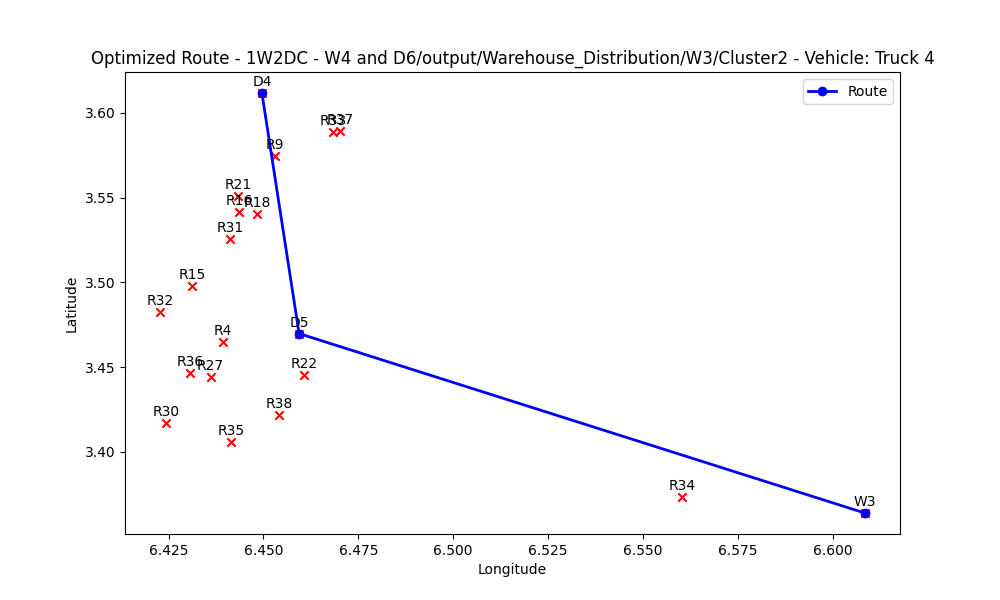 Optimized Route - 1W2DC - W4 and D6/output/Warehouse_Distribution/W3/Cluster2 - Vehicle: Truck 4
D4
Route
3.60
R33
R37
R9
3.55
R21
R16
R18
R31
3.50
R15
R32
D5
R4
3.45
R36
R27
R22
R30
R38
R35
3.40
R34
W3
Latitude
6.425
6.450
6.475
6.500
6.525
6.550
6.575
6.600
Longitude